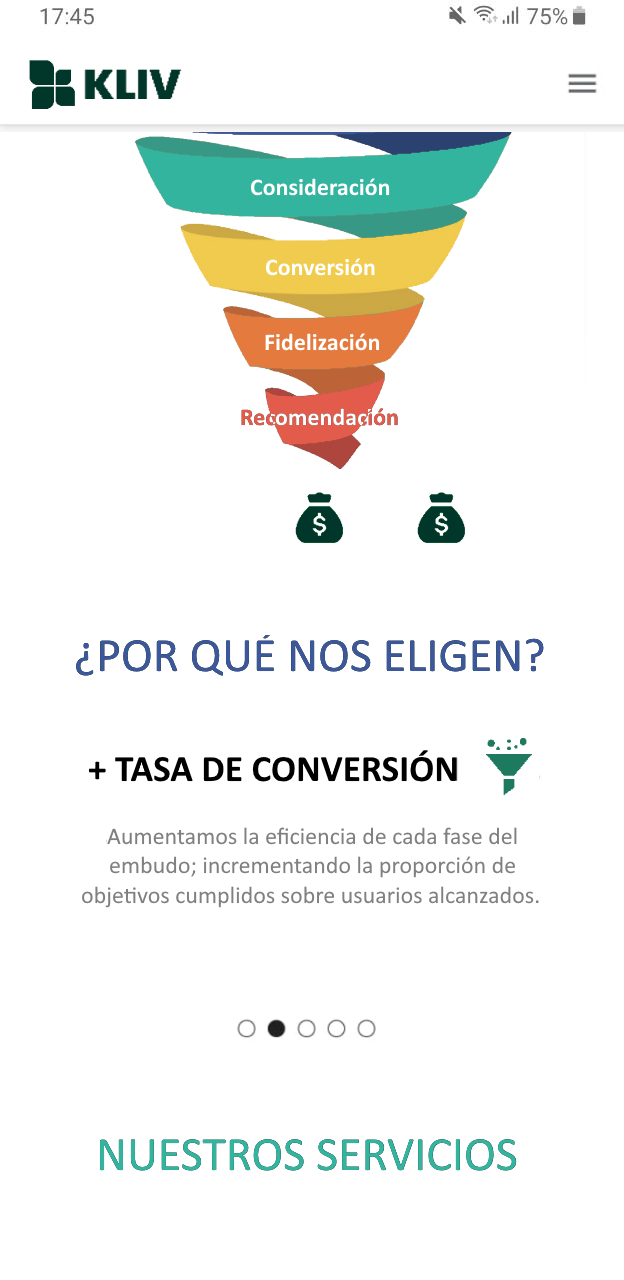 17:45
75%
KLIV
Consideración
Conversión
Fidelización
Recomendación
$ $
¿POR QUÉ NOS ELIGEN?
+ TASA DE CONVERSIÓN
Aumentamos la eficiencia de cada fase del
embudo; incrementando la proporción de
objetivos cumplidos sobre usuarios alcanzados.
NUESTROS SERVICIOS